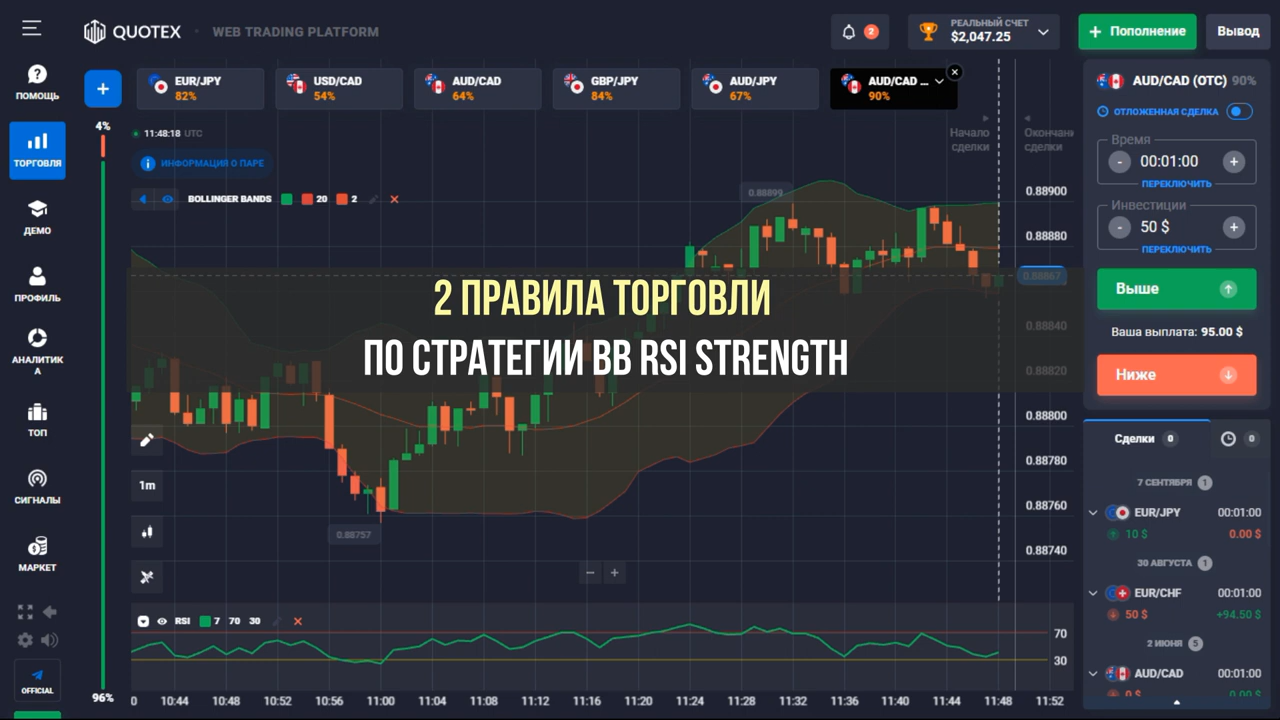 QUOTEX
WEB TRADING PLATFORM
2
РЕАЛЬНЫЙ СЧЕТ
$2,047.25
+ Пополнение
Вывод
ПОМОЩЬ
ТОРГОВЛЯ
ДЕМО
ПРОФИЛЬ
АНАЛИТИК
А
ТОП
СИГНАЛЫ
МАРКЕТ
OFFICIAL
+
EUR/JPY
82%
USD/CAD
54%
AUD/CAD
64%
GBP/JPY
84%
AUD/JPY
67%
AUD/CAD ...
90%
4%
96%
11:48:18 UTC
ИНФОРМАЦИЯ О ПАРЕ
BOLLINGER BANDS 20 2
Начало
сделки
Окончани
сделки
0.88899
0.88900
0.88880
0.88867
0.88840
0.88820
0.88800
0.88780
0.88760
0.88740
2 ПРАВИЛА ТОРГОВЛИ
ПО СТРАТЕГИИ BB RSI STRENGTH
1m
0.88757
− +
RSI 7 70 30
70
30
0 10:44 10:48 10:52 10:56 11:00 11:04 11:08 11:12 11:16 11:20 11:24 11:28 11:32 11:36 11:40 11:44 11:48 11:52
AUD/CAD (OTC) 90%
ОТЛОЖЕННАЯ СДЕЛКА
Время
- 00:01:00 +
ПЕРЕКЛЮЧИТЬ
Инвестиции
- 50 $ +
ПЕРЕКЛЮЧИТЬ
Выше
Ваша выплата: 95.00 $
Ниже
Сделки 0
0
7 СЕНТЯБРЯ 1
EUR/JPY 00:01:00
10 $ 0.00 $
30 АВГУСТА 1
EUR/CHF 00:01:00
50 $ +94.50 $
2 ИЮНЯ 5
AUD/CAD 00:01:00
0 $ 0.00 $